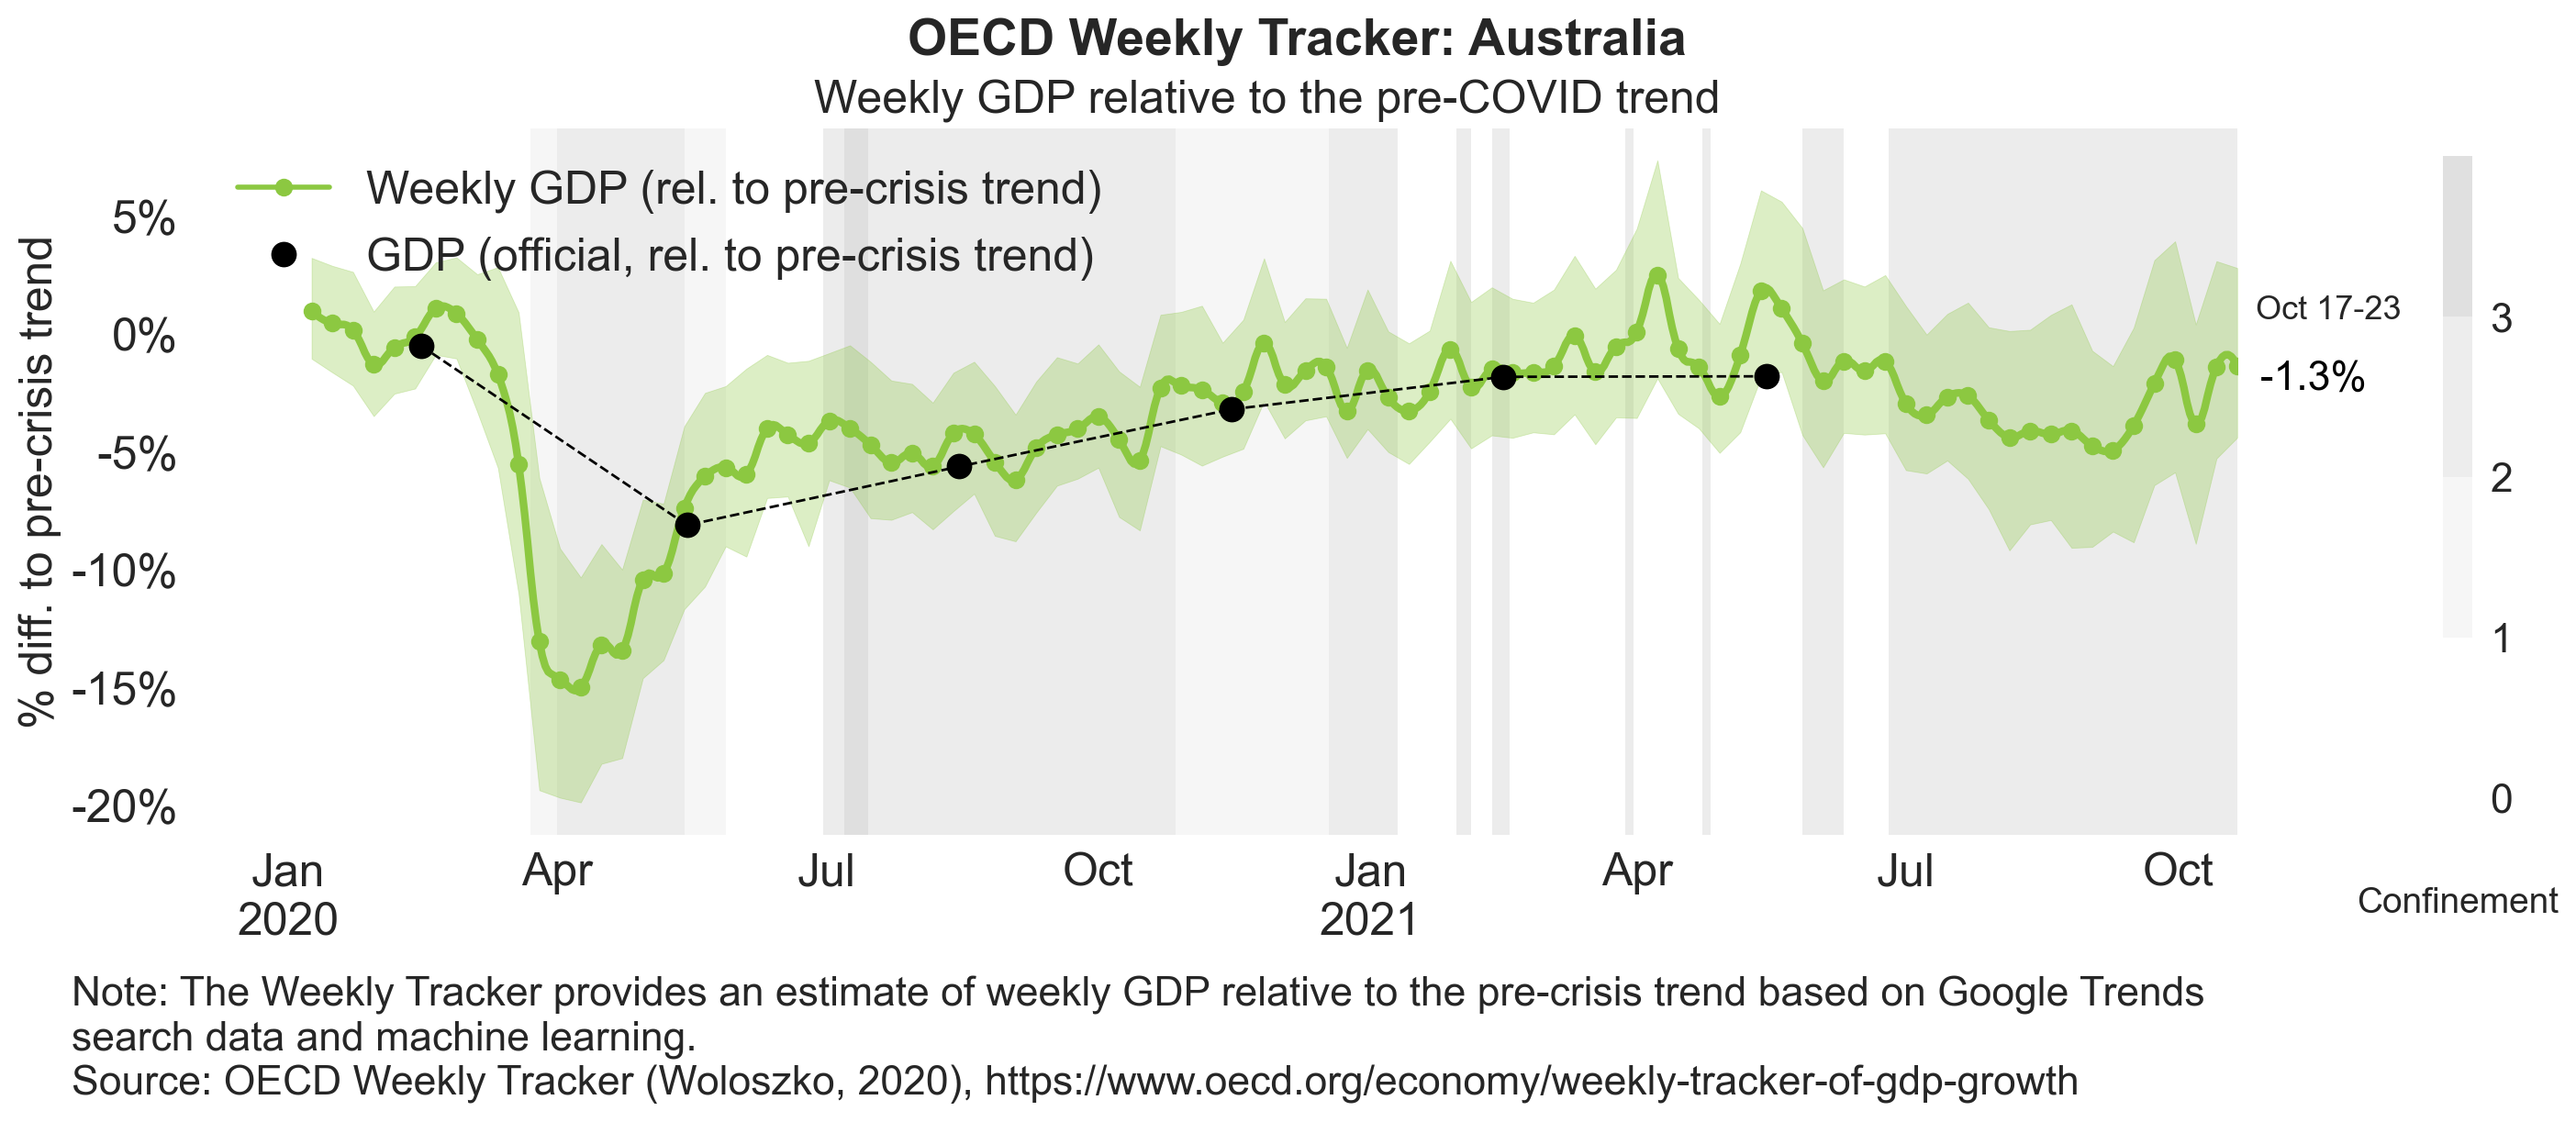 OECD Weekly Tracker: Australia
Weekly GDP relative to the pre-COVID trend
Weekly GDP (rel. to pre-crisis trend)
GDP (official, rel. to pre-crisis trend)
% diff. to pre-crisis trend
5%
0%
-5%
-10%
-15%
-20%
Oct 17-23
-1.3%
3
2
1
0
Confinement
Jan Apr Jul Oct Jan Apr Jul Oct
2020 2021
Note: The Weekly Tracker provides an estimate of weekly GDP relative to the pre-crisis trend based on Google Trends
search data and machine learning.
Source: OECD Weekly Tracker (Woloszko, 2020), https://www.oecd.org/economy/weekly-tracker-of-gdp-growth